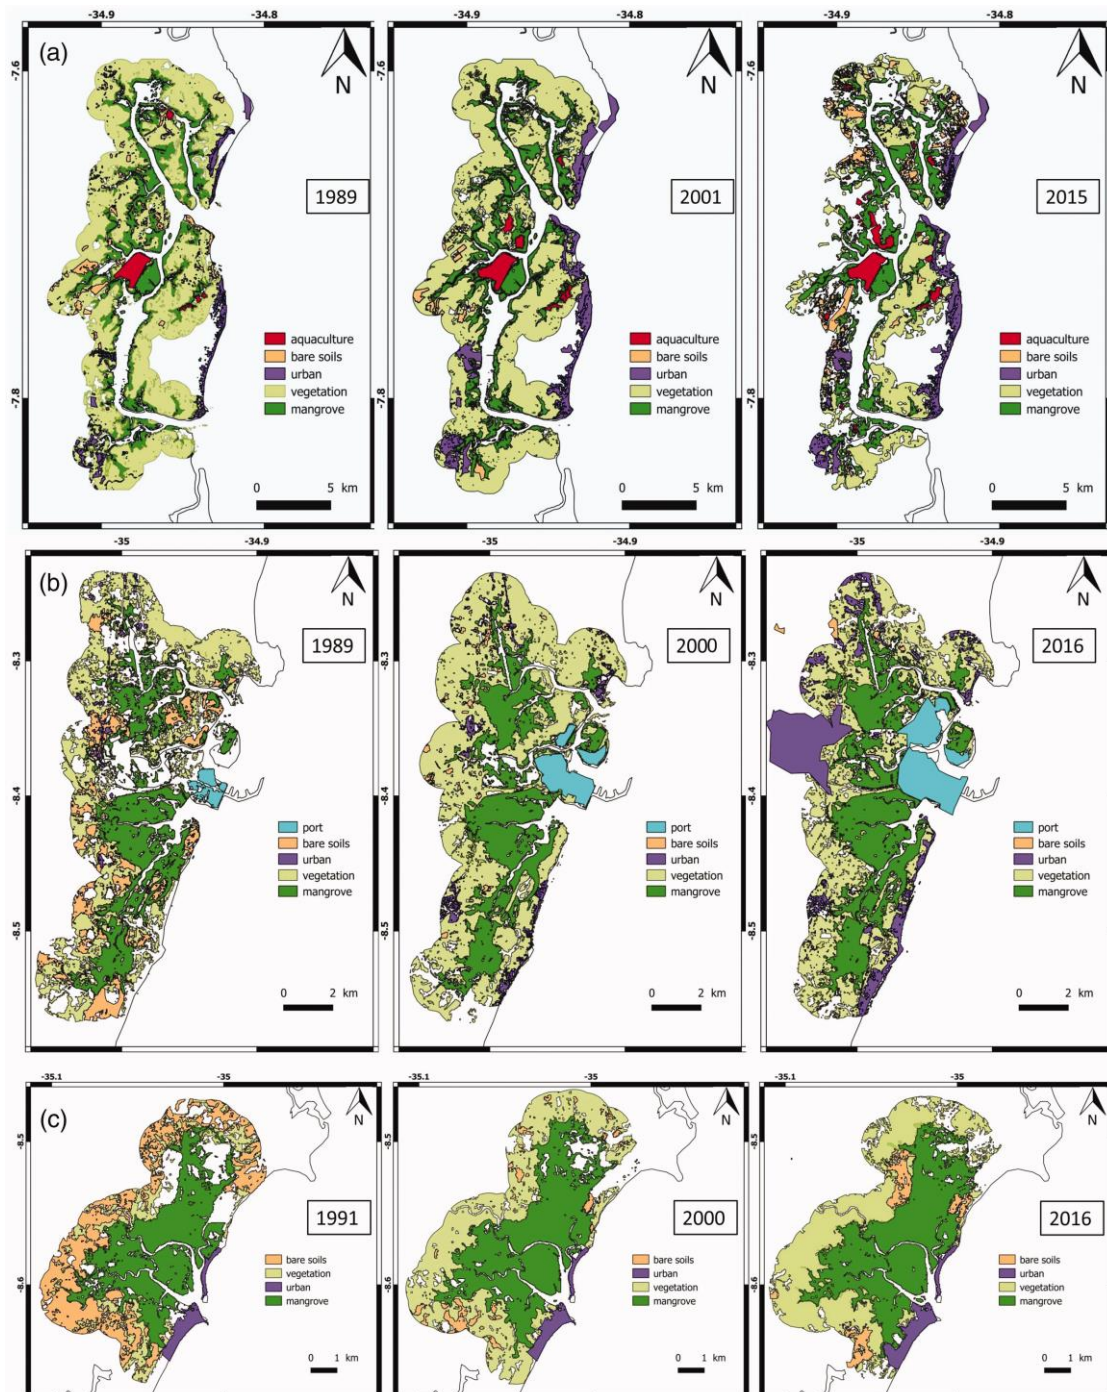 -34.9 -34.8 -34.9 -34.8 -34.9 -34.8
(a)
N N N
-7.6 -7.6 -7.6
1989 2001 2015
aquaculture aquaculture aquaculture
bare soils bare soils bare soils
urban urban urban
vegetation vegetation vegetation
mangrove mangrove mangrove
-7.8 -7.8 -7.8
0 5 km 0 5 km 0 5 km
-35 -34.9 -35 -34.9 -35 -34.9
(b)
N N N
1989 2000 2016
-8.3 -8.3 -8.3
-8.4 -8.4 -8.4
port port port
bare soils bare soils bare soils
urban urban urban
vegetation vegetation vegetation
mangrove mangrove mangrove
-8.5 -8.5 -8.5
0 2 km 0 2 km 0 2 km
-35.1 -35 -35.1 -35 -35.1 -35
(c)
N N N
-8.5 -8.5 -8.5
1991 2000 2016
bare soils bare soils bare soils
vegetation urban urban
urban vegetation vegetation
mangrove mangrove mangrove
-8.6 -8.6 -8.6
0 1 km 0 1 km 0 1 km